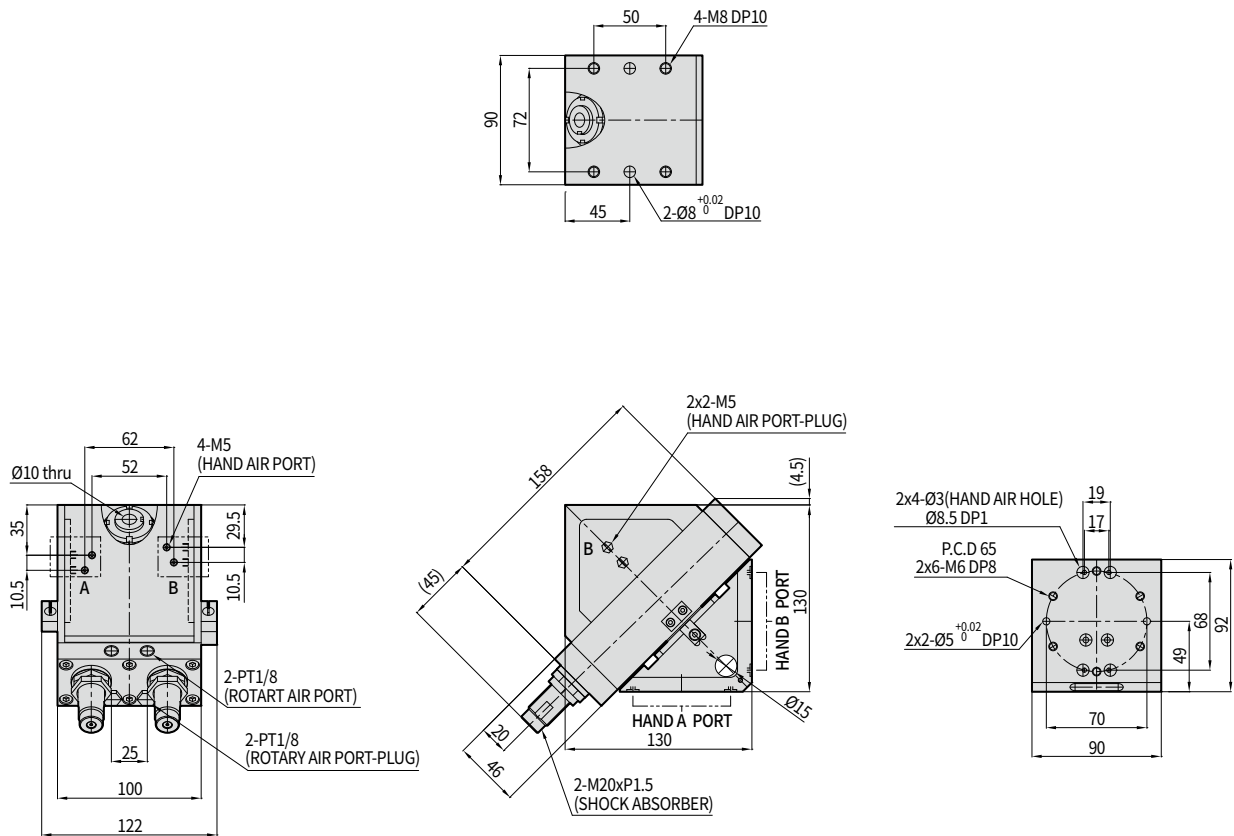 50
4-M8 DP10
90
72
45
2-Ø8 +0.02 0 DP10
62
52
4-M5
(HAND AIR PORT)
Ø10 thru
35
10.5
29.5
10.5
A
B
2-PT1/8
(ROTART AIR PORT)
2-PT1/8
(ROTARY AIR PORT-PLUG)
25
100
122
2x2-M5
(HAND AIR PORT-PLUG)
158
(4.5)
(45)
B
130
HAND B PORT
HAND A PORT
Ø15
130
20
46
2-M20xP1.5
(SHOCK ABSORBER)
2x4-Ø3(HAND AIR HOLE)
Ø8.5 DP1
19
17
P.C.D 65
2x6-M6 DP8
2x2-Ø5 +0.02 0 DP10
68
92
49
70
90